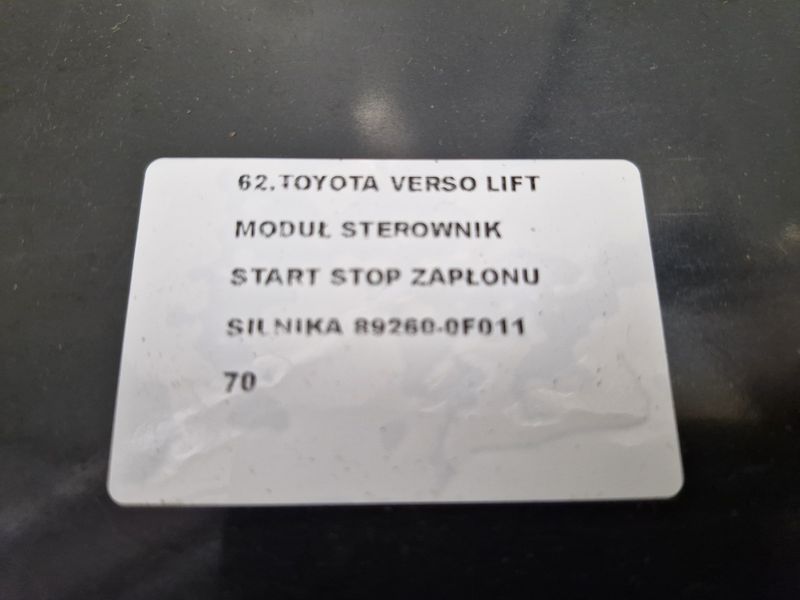 62.TOYOTA VERSO LIFT
MODUŁ STEROWNIK
START STOP ZAPŁONU
SILNIKA 89260-0F011
70